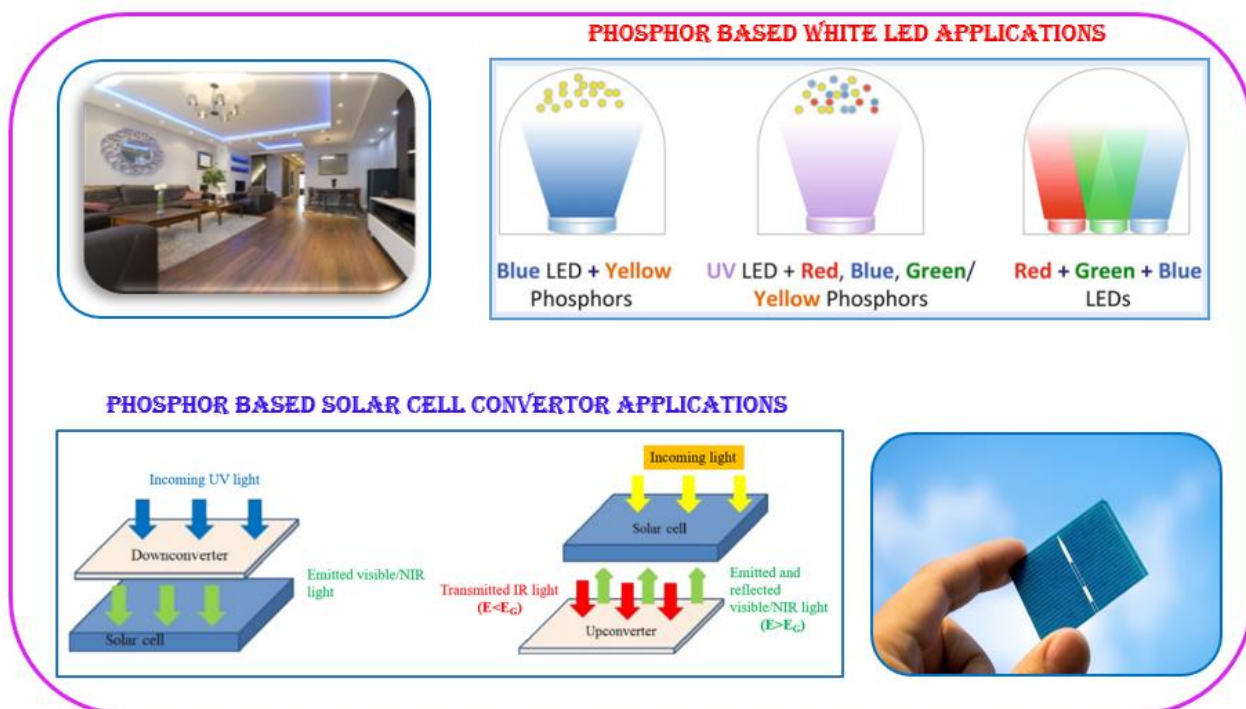 PHOSPHOR BASED WHITE LED APPLICATIONS
Blue LED + Yellow
Phosphors
UV LED + Red, Blue, Green/
Yellow Phosphors
Red + Green + Blue
LEDs
PHOSPHOR BASED SOLAR CELL CONVERTOR APPLICATIONS
Incoming UV light
Downconverter
Emitted visible/NIR
light
Solar cell
Incoming light
Solar cell
Transmitted IR light
(E<E_G)
Emitted and
reflected
visible/NIR light
(E>E_G)
Upconverter